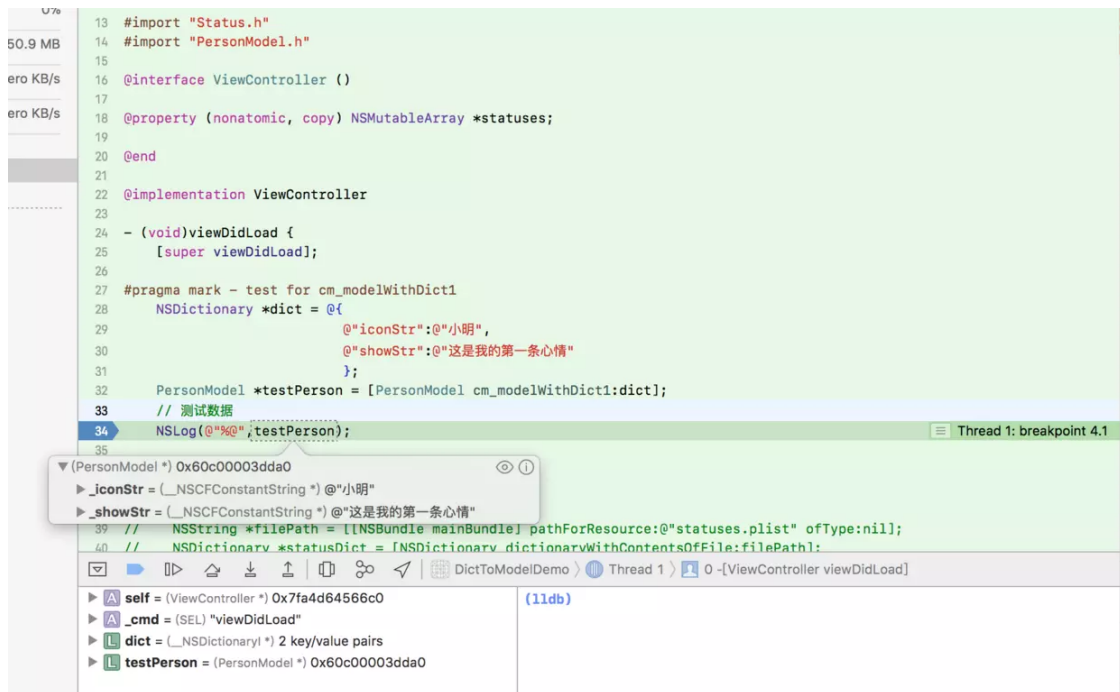 0%
50.9 MB
ero KB/s
ero KB/s
13 #import "Status.h"
14 #import "PersonModel.h"
15
16 @interface ViewController ()
17
18 @property (nonatomic, copy) NSMutableArray *statuses;
19
20 @end
21
22 @implementation ViewController
23
24 - (void)viewDidLoad {
25 [super viewDidLoad];
26
27 #pragma mark - test for cm_modelWithDict1
28 NSDictionary *dict = @{
29 @"iconStr":@"小明",
30 @"showStr":@"这是我的第一条心情"
31 };
32 PersonModel *testPerson = [PersonModel cm_modelWithDict1:dict];
33 // 测试数据
34 NSLog(@"%@",testPerson); Thread 1: breakpoint 4.1
35
(PersonModel *) 0x60c00003dda0
_iconStr = (__NSCFConstantString *) @"小明"
_showStr = (__NSCFConstantString *) @"这是我的第一条心情"
39 // NSString *filePath = [[NSBundle mainBundle] pathForResource:@"statuses.plist" ofType:nil];
40 // NSDictionary *statusDict = [NSDictionary dictionaryWithContentsOfFile:filePath];
DictToModelDemo Thread 1 0 -[ViewController viewDidLoad]
A self = (ViewController *) 0x7fa4d64566c0
A _cmd = (SEL) "viewDidLoad"
L dict = (__NSDictionaryI *) 2 key/value pairs
L testPerson = (PersonModel *) 0x60c00003dda0
(lldb)